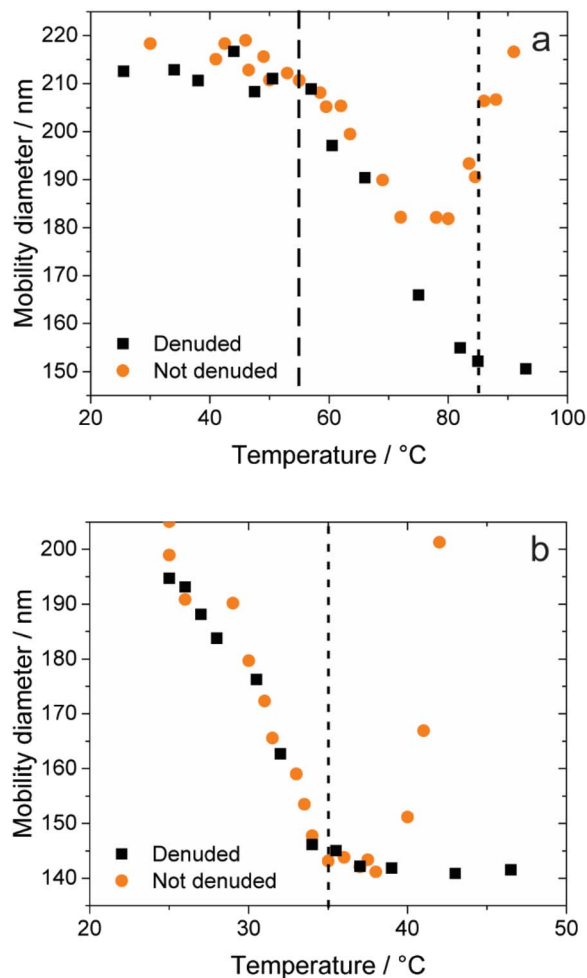 a
220
210
200
190
180
170
160
150
Mobility diameter / nm
Denuded
Not denuded
20 40 60 80 100
Temperature / °C
b
200
190
180
170
160
150
140
Mobility diameter / nm
Denuded
Not denuded
20 30 40 50
Temperature / °C